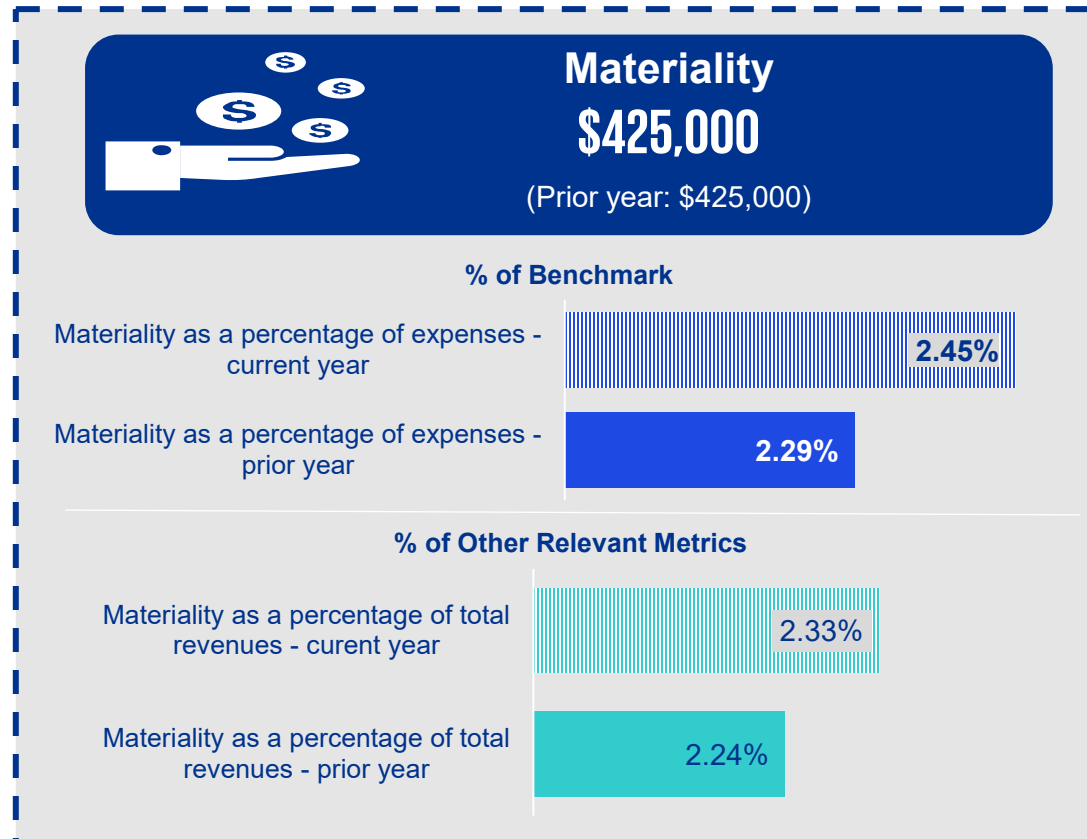 $
$
$
$
Materiality
$425,000
(Prior year: $425,000)
% of Benchmark
Materiality as a percentage of expenses -
current year
2.45%
Materiality as a percentage of expenses -
prior year
2.29%
% of Other Relevant Metrics
Materiality as a percentage of total
revenues - curent year
2.33%
Materiality as a percentage of total
revenues - prior year
2.24%